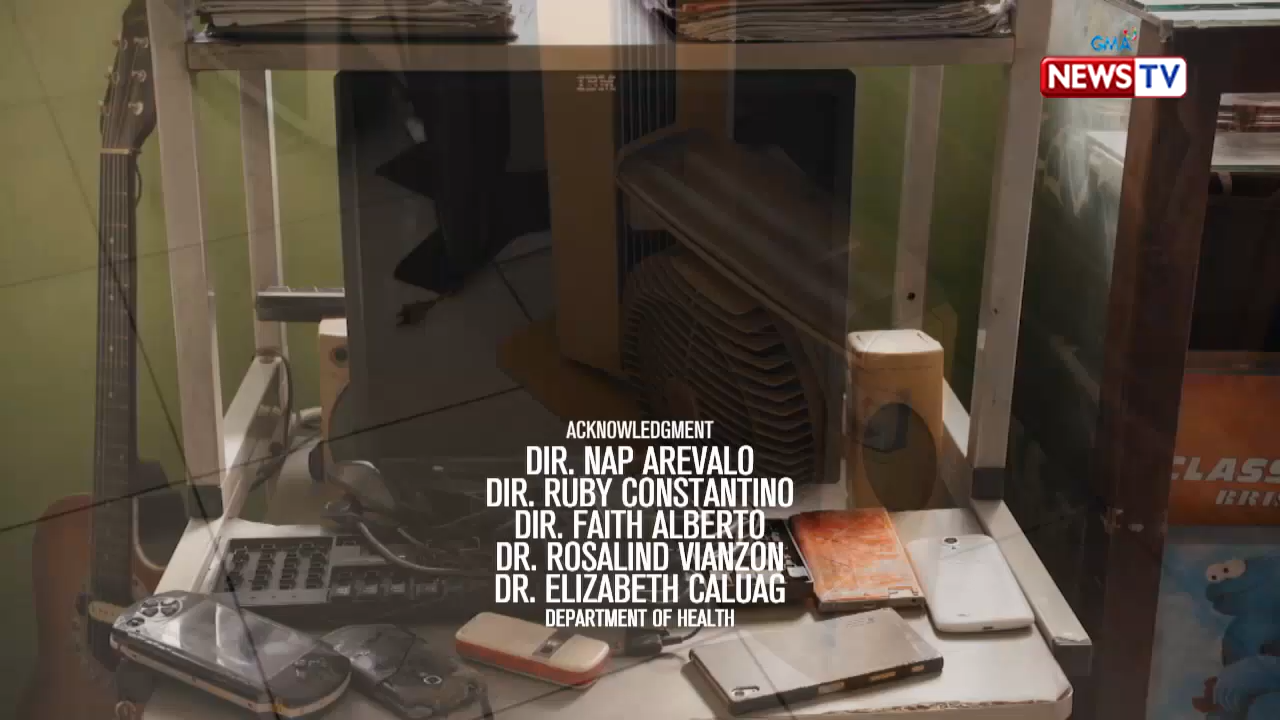 GMA
NEWS TV
IBM
ACKNOWLEDGMENT
DIR. NAP AREVALO
DIR. RUBY CONSTANTINO
DIR. FAITH ALBERTO
DR. ROSALIND VIANZON
DR. ELIZABETH CALUAG
DEPARTMENT OF HEALTH
CLASS
BRI